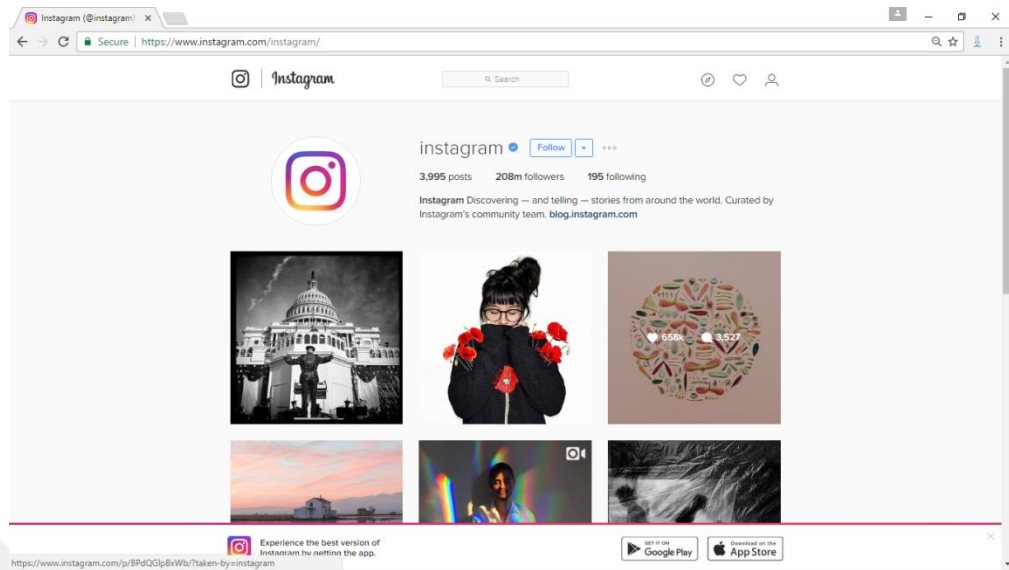 Instagram (@instagram)
Secure | https://www.instagram.com/instagram/
Instagram
Search
instagram Follow
3,995 posts 208m followers 195 following
Instagram Discovering — and telling — stories from around the world. Curated by
Instagram's community team. blog.instagram.com
658k 3,527
Experience the best version of
Instagram by getting the app.
GET IT ON
Google Play
Download on the
App Store
https://www.instagram.com/p/BPdQGlpBxWb/?taken-by=instagram